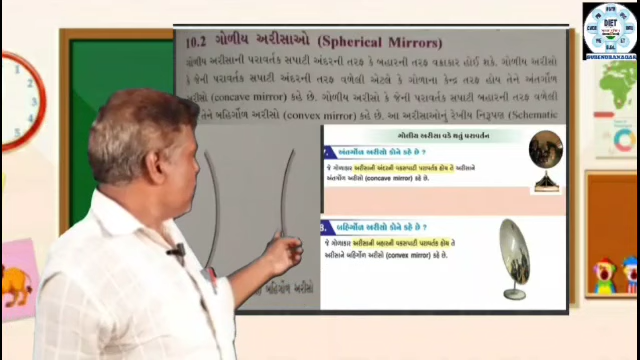 10.2 ગોળીય અરીસાઓ (Spherical Mirrors)
ગોળીય અરીસાની પરાવર્તક સપાટી અંદરની તરફ કે બહારની તરફ વક્રાકાર હોઈ શકે. ગોળીય અરીસો
કે જેની પરાવર્તક સપાટી અંદરની તરફ વળેલી એટલે કે ગોળાના કેન્દ્ર તરફ હોય તેને અંતર્ગોળ
અરીસો (concave mirror) કહે છે. ગોળીય અરીસો કે જેની પરાવર્તક સપાટી બહારની તરફ વળેલી
તેને બહિર્ગોળ અરીસો (convex mirror) કહે છે. આ અરીસાઓનું રેખીય નિરૂપણ (Schematic
ગોળીય અરીસા વડે થતું પરાવર્તન
અંતર્ગોળ અરીસો કોને કહે છે ?
જે ગોળાકાર અરીસાની અંદરની વક્રસપાટી પરાવર્તક હોય તે અરીસાને
અંતર્ગોળ અરીસો (concave mirror) કહે છે.
8. બહિર્ગોળ અરીસો કોને કહે છે ?
જે ગોળાકાર અરીસાની બહારની વક્રસપાટી પરાવર્તક હોય તે
અરીસાને બહિર્ગોળ અરીસો (convex mirror) કહે છે.
બહિર્ગોળ અરીસો
DIET
SURENDRANAGAR